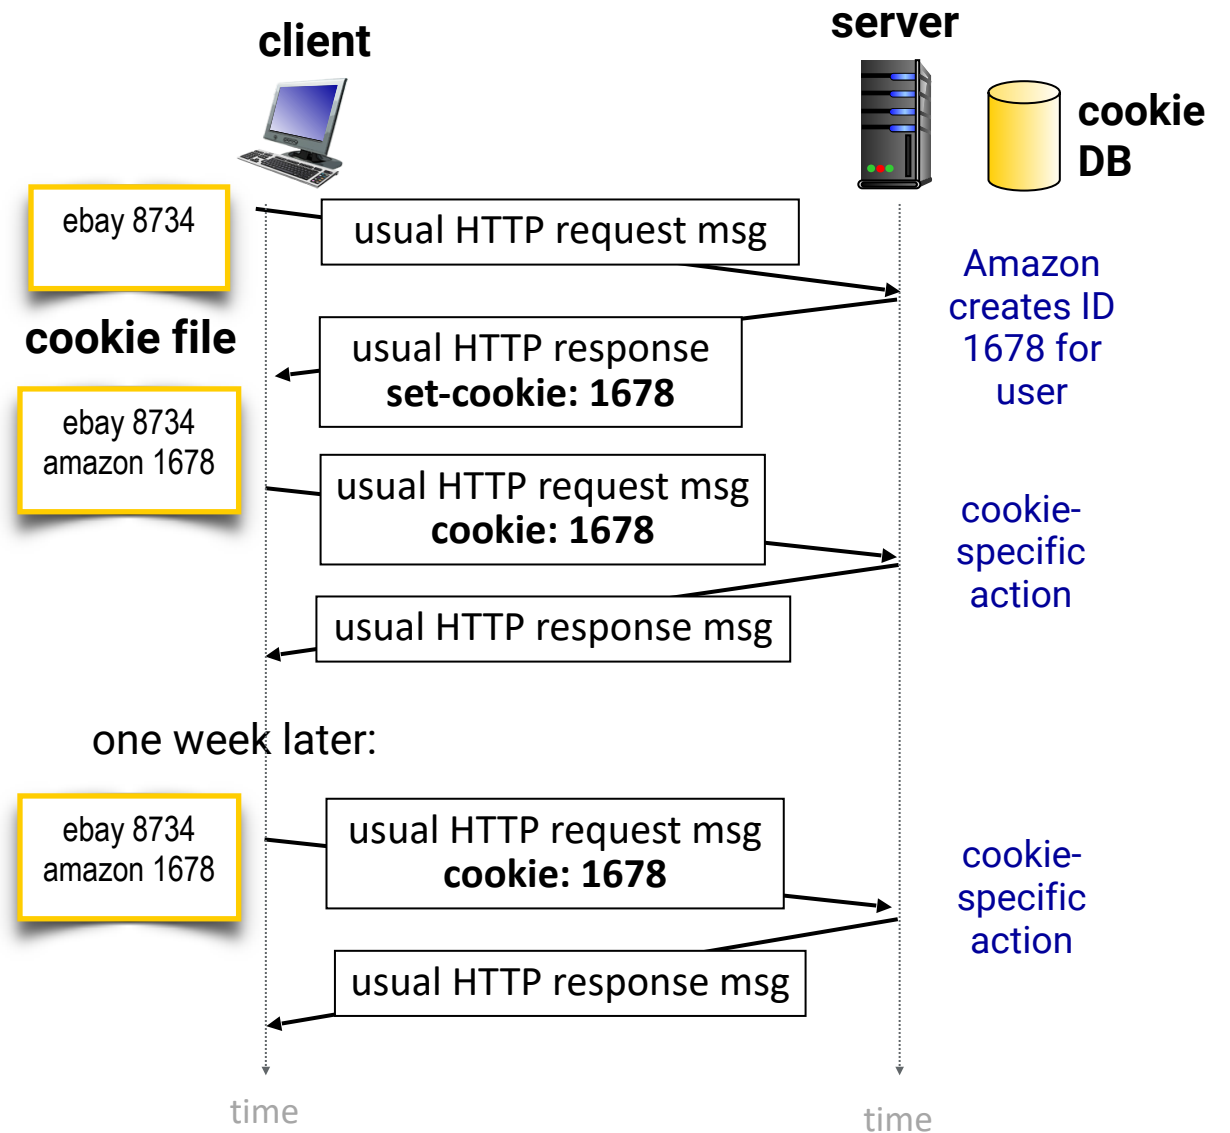 client
server
cookie
DB
ebay 8734
usual HTTP request msg
Amazon
creates ID
1678 for
user
cookie file
usual HTTP response
set-cookie: 1678
ebay 8734
amazon 1678
usual HTTP request msg
cookie: 1678
cookie-
specific
action
usual HTTP response msg
one week later:
ebay 8734
amazon 1678
usual HTTP request msg
cookie: 1678
cookie-
specific
action
usual HTTP response msg
time
time